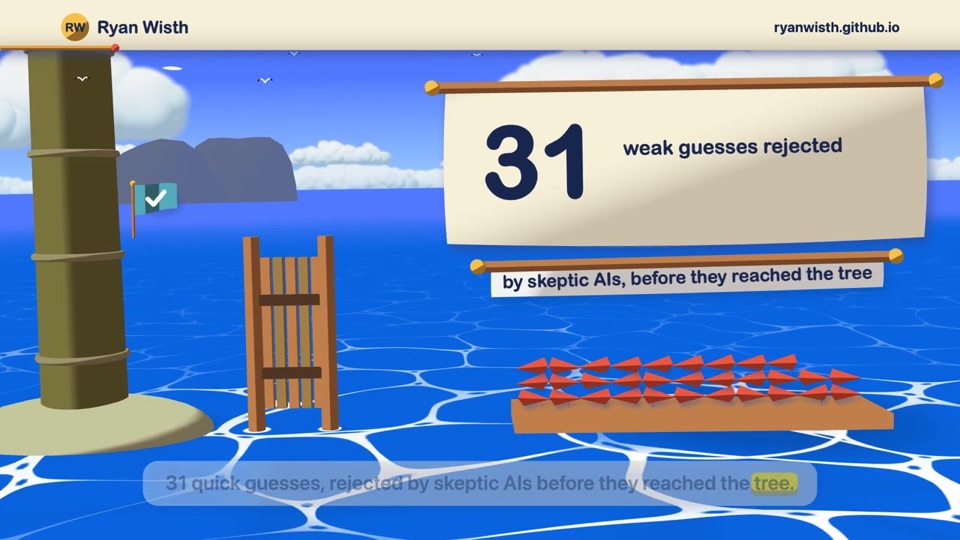 RW Ryan Wisth
ryanwisth.github.io
31 weak guesses rejected
by skeptic AIs, before they reached the tree
31 quick guesses, rejected by skeptic AIs before they reached the tree.